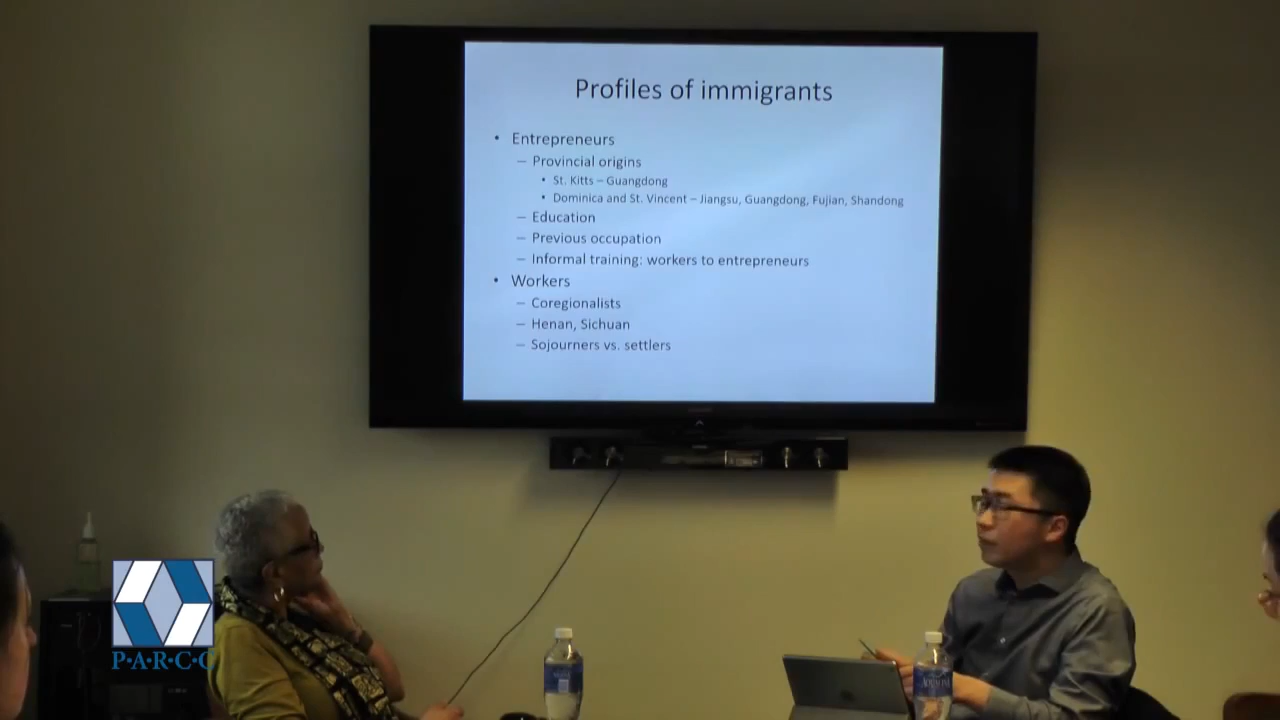 Profiles of immigrants
• Entrepreneurs
– Provincial origins
• St. Kitts – Guangdong
• Dominica and St. Vincent – Jiangsu, Guangdong, Fujian, Shandong
– Education
– Previous occupation
– Informal training: workers to entrepreneurs
• Workers
– Coregionalists
– Henan, Sichuan
– Sojourners vs. settlers
P·A·R·C·C